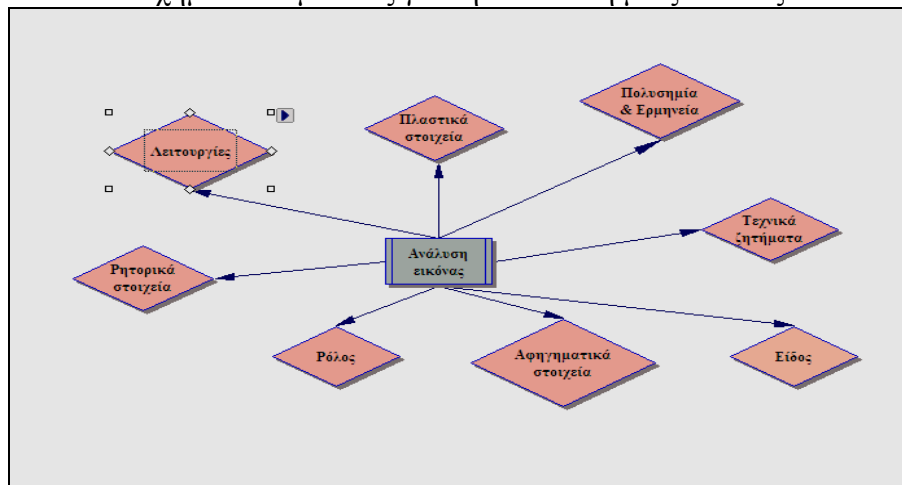 Πολυσημία
& Ερμηνεία
Πλαστικά
στοιχεία
Λειτουργίες
Τεχνικά
ζητήματα
Ανάλυση
εικόνας
Ρητορικά
στοιχεία
Ρόλος
Αφηγηματικά
στοιχεία
Είδος